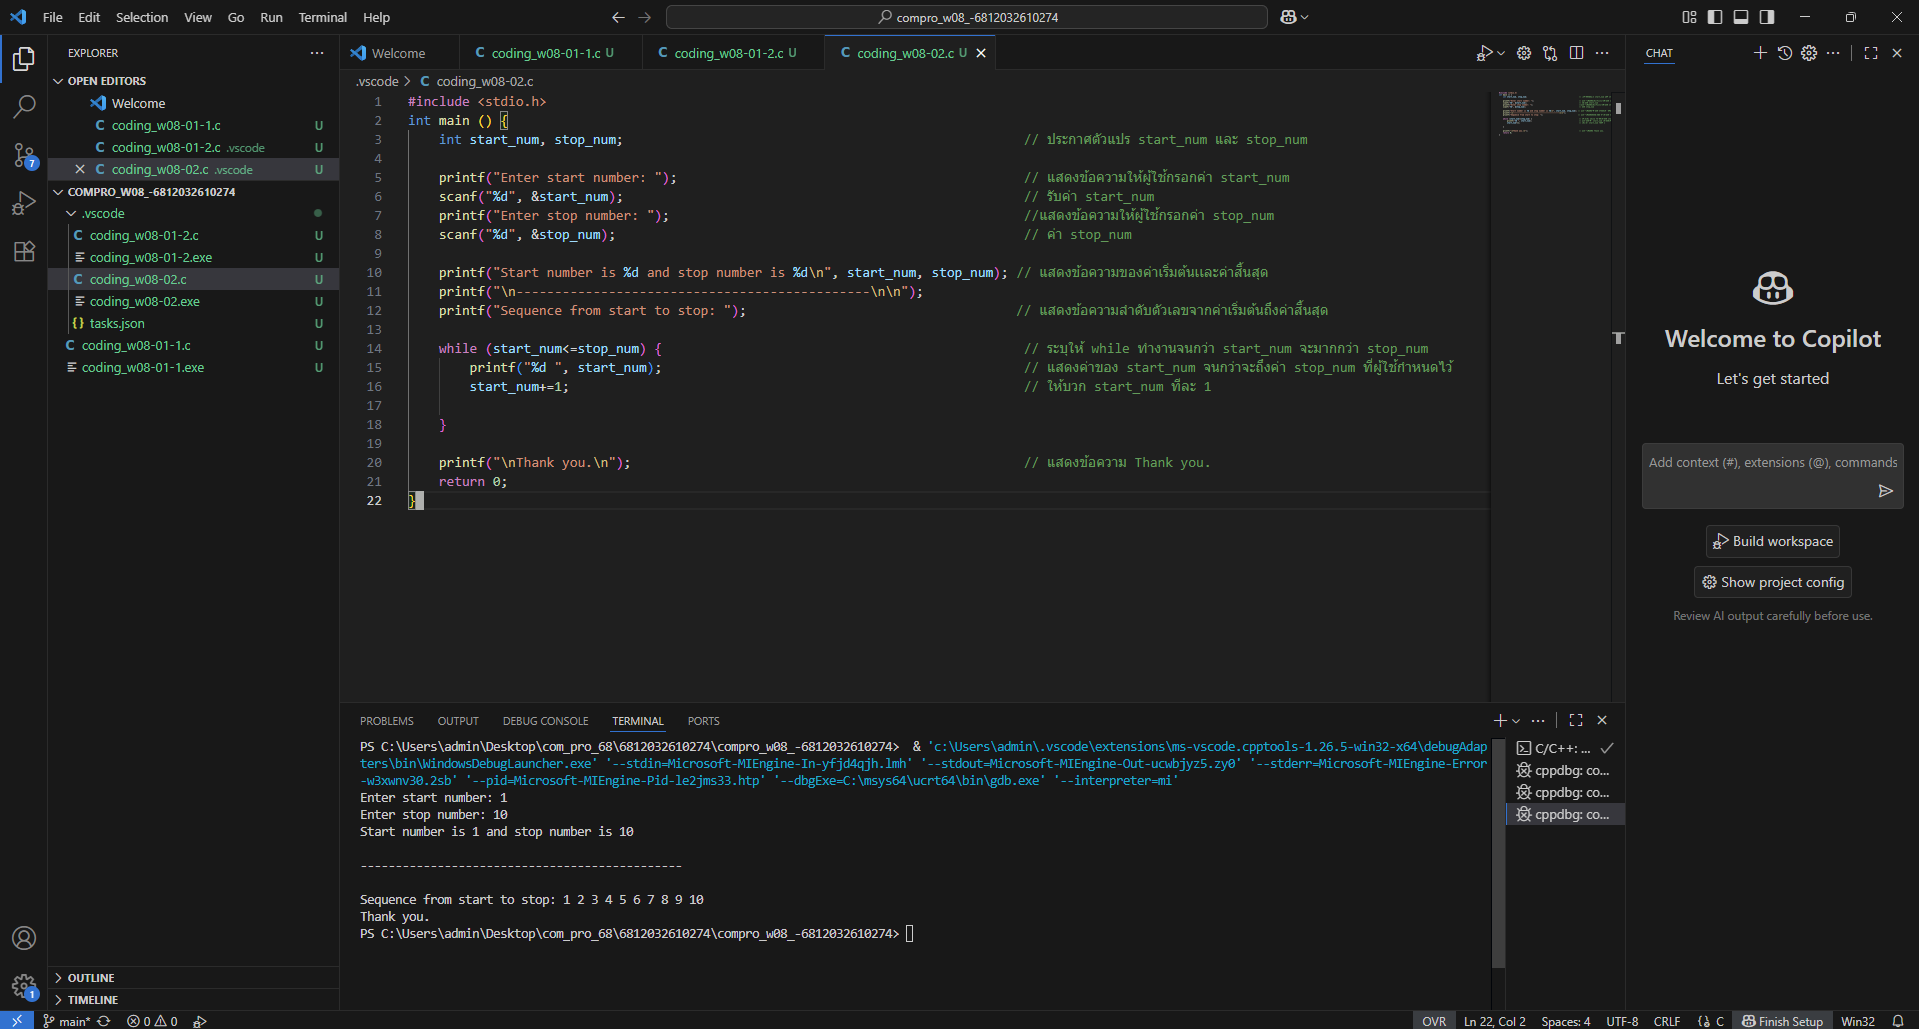 File Edit Selection View Go Run Terminal Help
compro_w08_-6812032610274
EXPLORER
OPEN EDITORS
Welcome
coding_w08-01-1.c U
coding_w08-01-2.c .vscode U
coding_w08-02.c .vscode U
COMPRO_W08_-6812032610274
.vscode
coding_w08-01-2.c U
coding_w08-01-2.exe U
coding_w08-02.c U
coding_w08-02.exe U
tasks.json U
coding_w08-01-1.c U
coding_w08-01-1.exe U
7
1
OUTLINE
TIMELINE
Welcome
coding_w08-01-1.c U
coding_w08-01-2.c U
coding_w08-02.c U
.vscode > C coding_w08-02.c
1 #include <stdio.h>
2 int main () {
3 int start_num, stop_num; // ประกาศตัวแปร start_num และ stop_num
4
5 printf("Enter start number: "); // แสดงข้อความให้ผู้ใช้กรอกค่า start_num
6 scanf("%d", &start_num); // รับค่า start_num
7 printf("Enter stop number: "); //แสดงข้อความให้ผู้ใช้กรอกค่า stop_num
8 scanf("%d", &stop_num); // ค่า stop_num
9
10 printf("Start number is %d and stop number is %d\n", start_num, stop_num); // แสดงข้อความของค่าเริ่มต้นและค่าสิ้นสุด
11 printf("\n----------------------------------------------\n\n");
12 printf("Sequence from start to stop: "); // แสดงข้อความลำดับตัวเลขจากค่าเริ่มต้นถึงค่าสิ้นสุด
13
14 while (start_num<=stop_num) { // ระบุให้ while ทำงานจนกว่า start_num จะมากกว่า stop_num
15 printf("%d ", start_num); // แสดงค่าของ start_num จนกว่าจะถึงค่า stop_num ที่ผู้ใช้กำหนดไว้
16 start_num+=1; // ให้บวก start_num ทีละ 1
17
18 }
19
20 printf("\nThank you.\n"); // แสดงข้อความ Thank you.
21 return 0;
22 }
PROBLEMS OUTPUT DEBUG CONSOLE TERMINAL PORTS
PS C:\Users\admin\Desktop\com_pro_68\6812032610274\compro_w08_-6812032610274> & 'c:\Users\admin\.vscode\extensions\ms-vscode.cpptools-1.26.5-win32-x64\debugAdap
ters\bin\WindowsDebugLauncher.exe' '--stdin=Microsoft-MIEngine-In-yfjd4qjh.lmh' '--stdout=Microsoft-MIEngine-Out-ucwbjyz5.zy0' '--stderr=Microsoft-MIEngine-Error
-w3xwnv30.2sb' '--pid=Microsoft-MIEngine-Pid-le2jms33.htp' '--dbgExe=C:\msys64\ucrt64\bin\gdb.exe' '--interpreter=mi'
Enter start number: 1
Enter stop number: 10
Start number is 1 and stop number is 10
----------------------------------------------
Sequence from start to stop: 1 2 3 4 5 6 7 8 9 10
Thank you.
PS C:\Users\admin\Desktop\com_pro_68\6812032610274\compro_w08_-6812032610274>
C/C++: ...
cppdbg: co...
cppdbg: co...
cppdbg: co...
CHAT
Welcome to Copilot
Let's get started
Add context (#), extensions (@), commands
Build workspace
Show project config
Review AI output carefully before use.
main* 0 0
OVR Ln 22, Col 2 Spaces: 4 UTF-8 CRLF {} C Finish Setup Win32